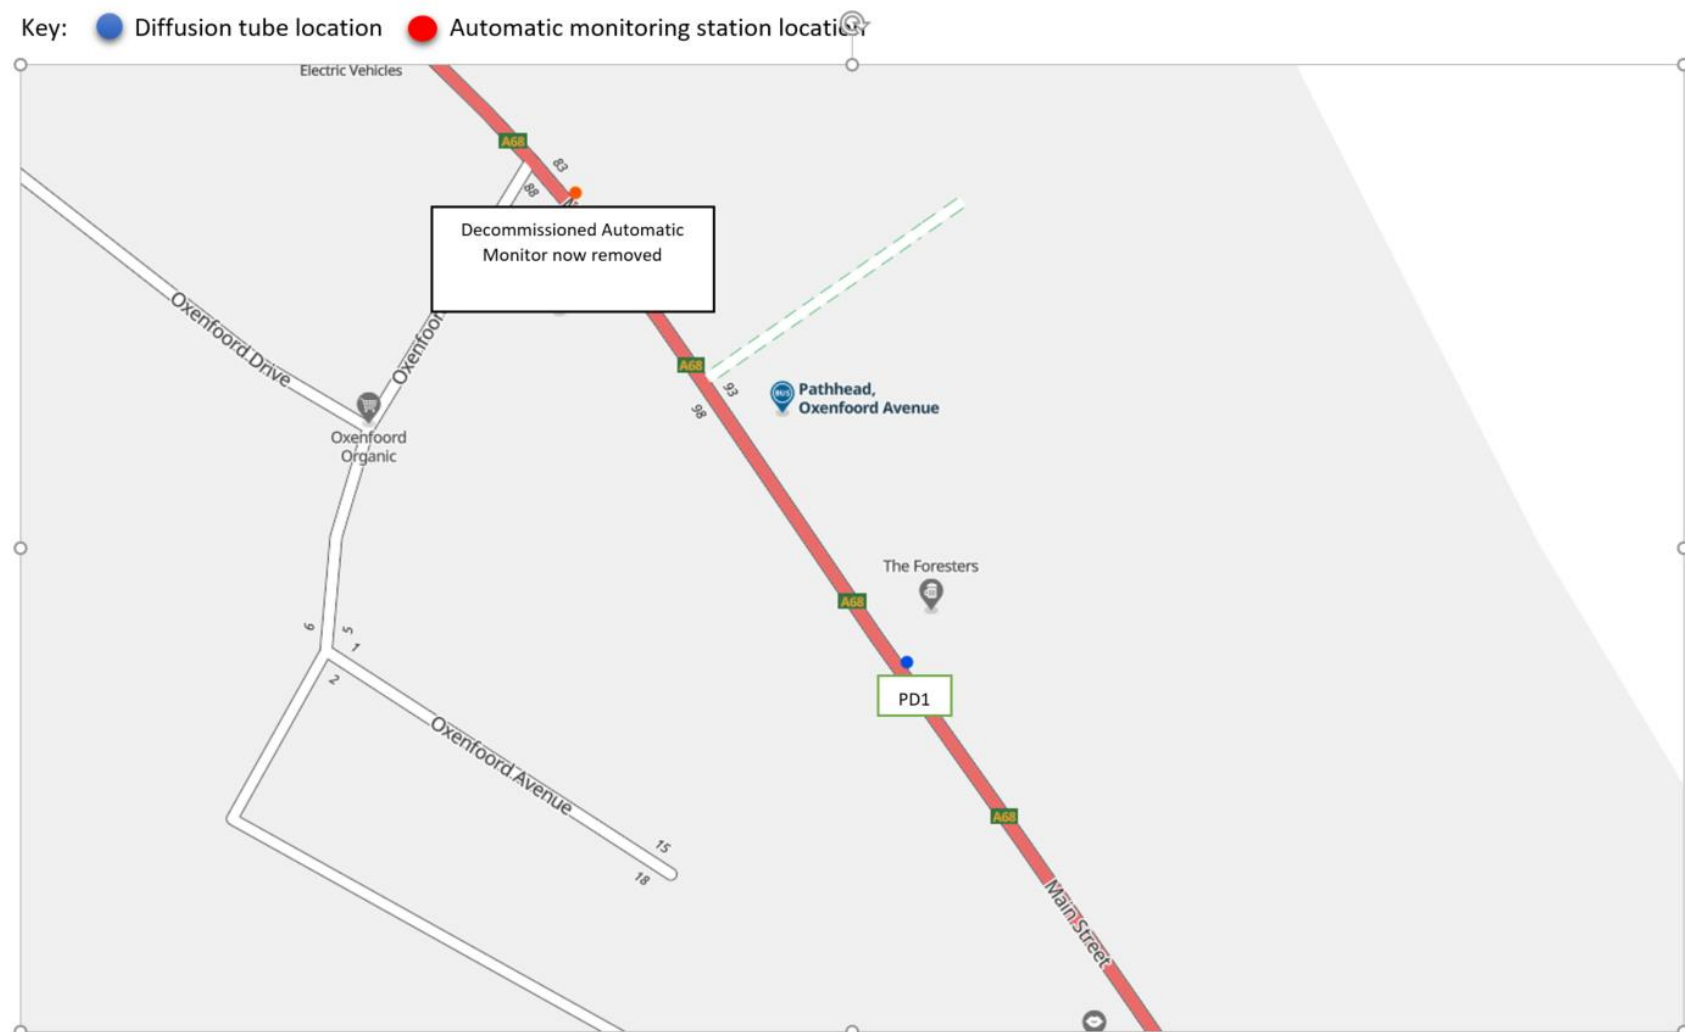 Key: Diffusion tube location Automatic monitoring station location
Electric Vehicles
A68
83
88
Decommissioned Automatic
Monitor now removed
Oxenfoord Drive
A68
93
98
Pathhead,
Oxenfoord Avenue
BUS
Oxenfoord
Organic
The Foresters
A68
6
5
1
2
PD1
Oxenfoord Avenue
A68
15
18
Main Street